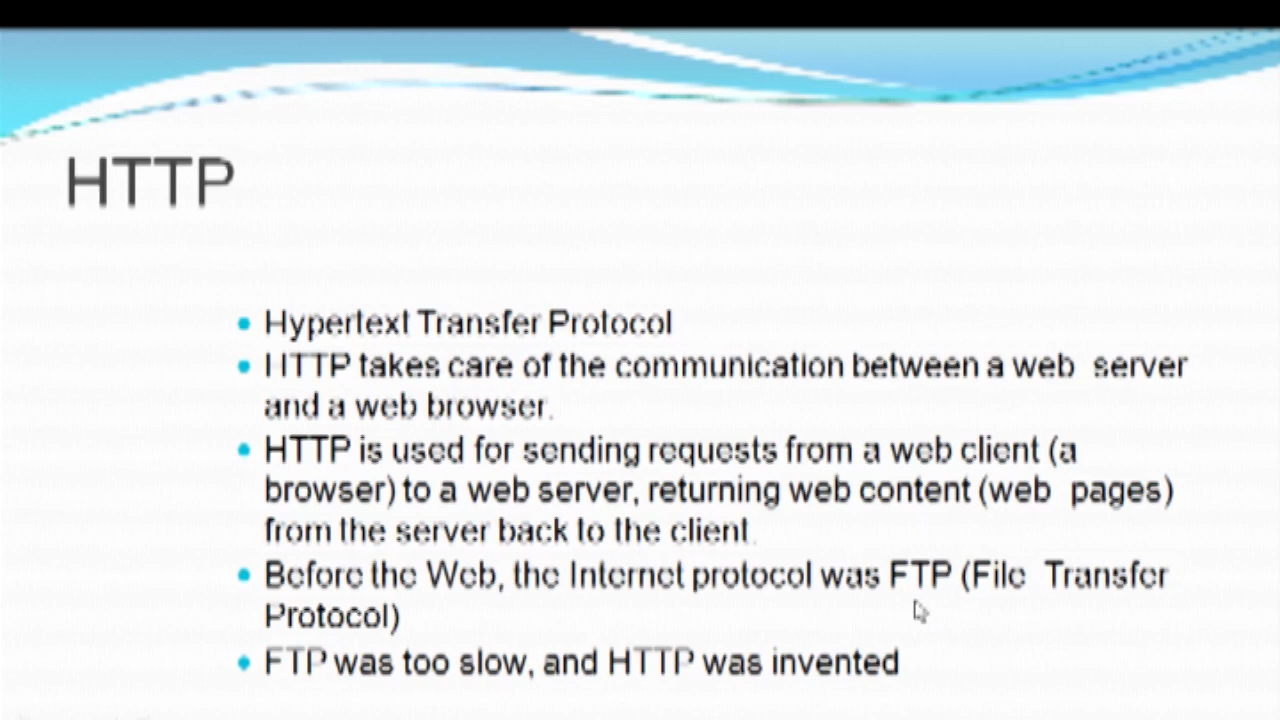 HTTP
Hypertext Transfer Protocol
HTTP takes care of the communication between a web server
and a web browser.
HTTP is used for sending requests from a web client (a
browser) to a web server, returning web content (web pages)
from the server back to the client.
Before the Web, the Internet protocol was FTP (File Transfer
Protocol)
FTP was too slow, and HTTP was invented